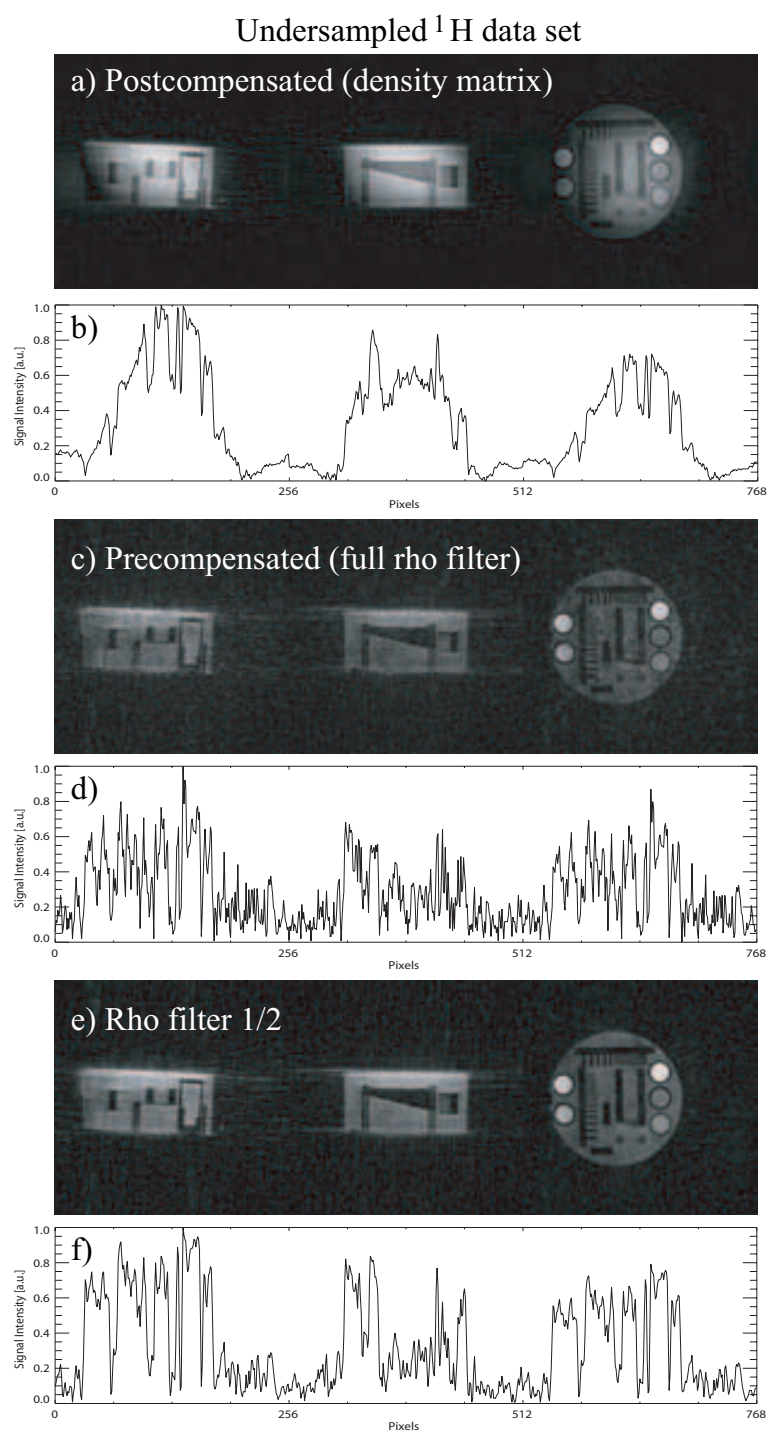 Undersampled ¹H data set
a) Postcompensated (density matrix)
b)
Signal Intensity [a.u.]
1.0
0.8
0.6
0.4
0.2
0.0
0 256 512 768
Pixels
c) Precompensated (full rho filter)
d)
Signal Intensity [a.u.]
1.0
0.8
0.6
0.4
0.2
0.0
0 256 512 768
Pixels
e) Rho filter 1/2
f)
Signal Intensity [a.u.]
1.0
0.8
0.6
0.4
0.2
0.0
0 256 512 768
Pixels